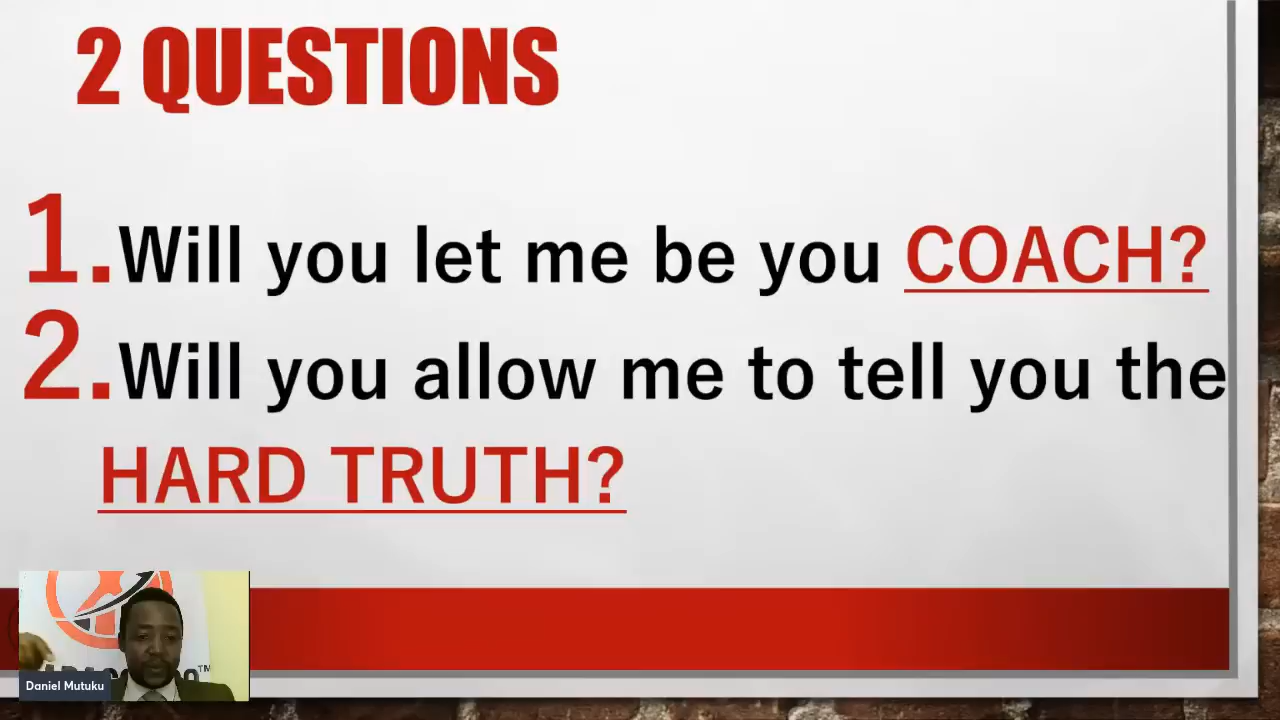 2 QUESTIONS
1.Will you let me be you COACH?
2.Will you allow me to tell you the
HARD TRUTH?
Daniel Mutuku
TM